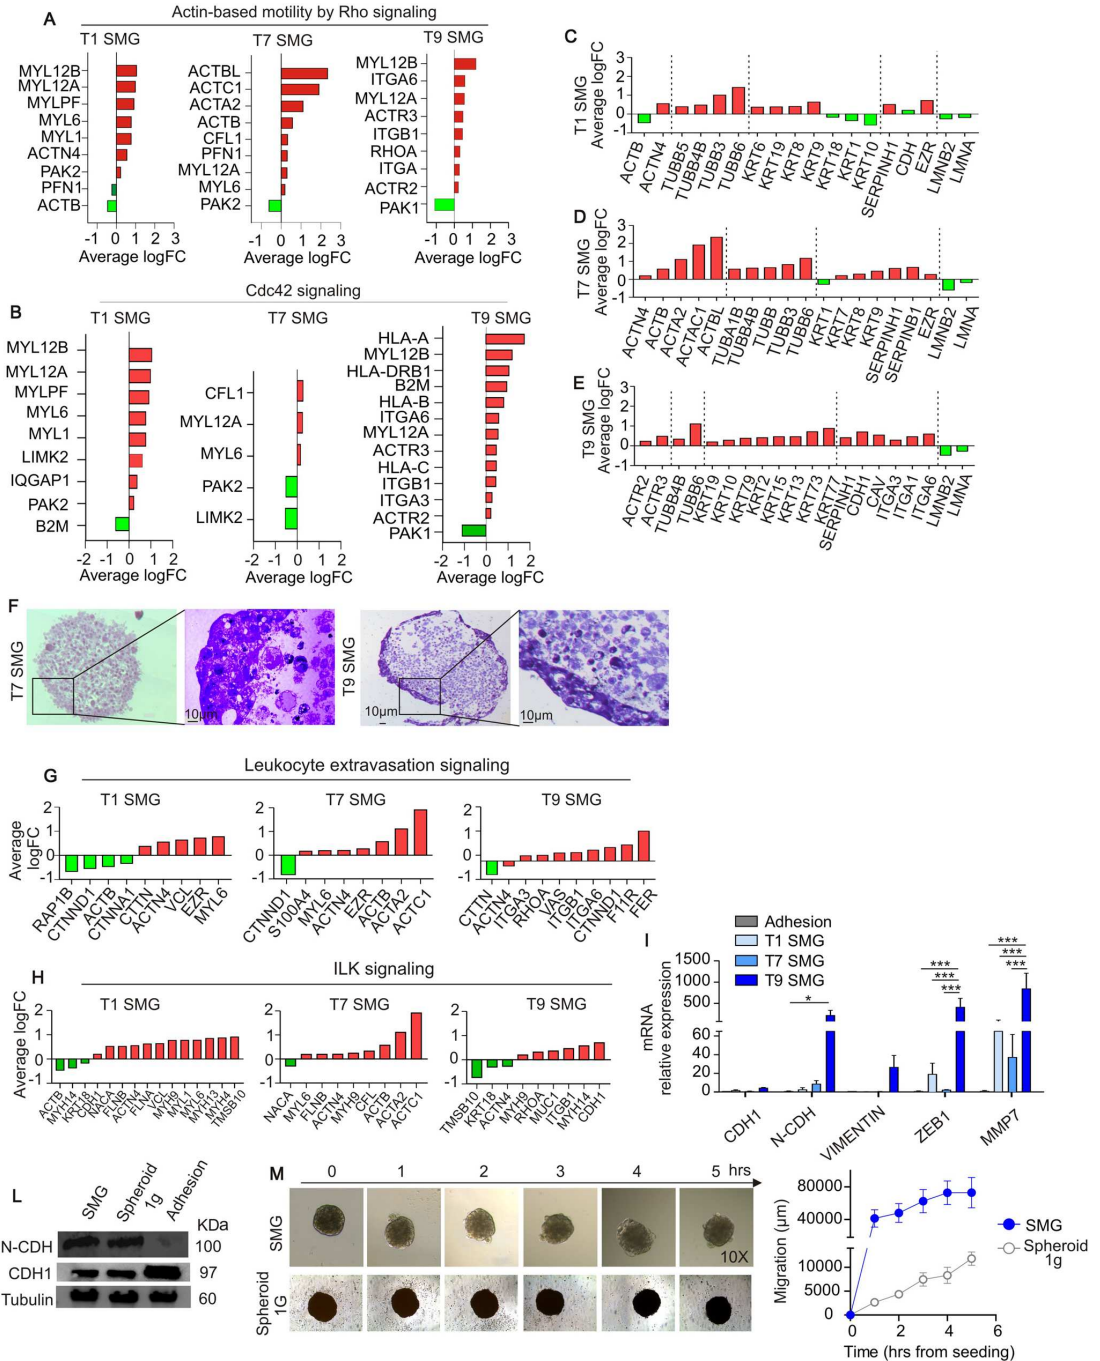 A
Actin-based motility by Rho signaling
T1 SMG
MYL12B
MYL12A
MYLPF
MYL6
MYL1
ACTN4
PAK2
PFN1
ACTB
-1 0 1 2 3
Average logFC
T7 SMG
ACTBL
ACTC1
ACTA2
ACTB
CFL1
PFN1
MYL12A
MYL6
PAK2
-1 0 1 2 3
Average logFC
T9 SMG
MYL12B
ITGA6
MYL12A
ACTR3
ITGB1
RHOA
ITGA
ACTR2
PAK1
-1 0 1 2 3
Average logFC
B
Cdc42 signaling
T1 SMG
MYL12B
MYL12A
MYLPF
MYL6
MYL1
LIMK2
IQGAP1
PAK2
B2M
-2 -1 0 1 2
Average logFC
T7 SMG
CFL1
MYL12A
MYL6
PAK2
LIMK2
-2 -1 0 1 2
Average logFC
T9 SMG
HLA-A
MYL12B
HLA-DRB1
B2M
HLA-B
ITGA6
MYL12A
ACTR3
HLA-C
ITGB1
ITGA3
ACTR2
PAK1
-2 -1 0 1 2
Average logFC
C
T1 SMG
Average logFC
3
2
1
0
-1
ACTB
ACTN4
TUBB5
TUBB4B
TUBB3
TUBB6
KRT6
KRT19
KRT8
KRT9
KRT18
KRT1
KRT10
SERPINH1
CDH
EZR
LMNB2
LMNA
D
T7 SMG
Average logFC
3
2
1
0
-1
ACTN4
ACTB
ACTA2
ACTAC1
ACTBL
TUBA1B
TUBB4B
TUBB
TUBB3
TUBB6
KRT1
KRT7
KRT8
KRT9
SERPINH1
SERPINB1
EZR
LMNB2
LMNA
E
T9 SMG
Average logFC
3
2
1
0
-1
ACTR2
ACTR3
TUBB4B
TUBB6
KRT19
KRT10
KRT79
KRT2
KRT15
KRT13
KRT73
KRT77
SERPINH1
CDH1
CAV
ITGA3
ITGA1
ITGA6
LMNB2
LMNA
F
T7 SMG
10µm
T9 SMG
10µm
10µm
G
Leukocyte extravasation signaling
Average
logFC
T1 SMG
2
1
0
-1
RAP1B
CTNND1
ACTB
CTNNA1
CTTIN
ACTN4
VCL
EZR
MYL6
T7 SMG
2
1
0
-1
CTNND1
S100A4
MYL6
ACTN4
EZR
ACTB
ACTA2
ACTC1
T9 SMG
2
0
-1
CTTN
ACTN4
ITGA3
RHOA
VAS
ITGB1
ITGA6
CTNND1
F11R
FER
H
ILK signaling
Average logFC
T1 SMG
2
1
0
-1
ACTB
MYH14
KRT18
CDH1
NACA
FLNB
ACTN4
FLNA
VCL
MYH9
MYL1
MYL6
MYH13
MYH4
TMSB10
T7 SMG
2
1
0
-1
NACA
MYL6
FLNB
ACTN4
MYH9
CFL
ACTB
ACTA2
ACTC1
T9 SMG
2
1
0
-1
TMSB10
KRT18
ACTN4
MYH9
RHOA
MUC1
ITGB1
MYH14
CDH1
I
Adhesion
T1 SMG
T7 SMG
T9 SMG
mRNA
relative expression
1500
1000
500
60
40
20
0
*
***
***
***
***
***
***
CDH1
N-CDH
VIMENTIN
ZEB1
MMP7
L
SMG
Spheroid
1g
Adhesion
KDa
N-CDH 100
CDH1 97
Tubulin 60
M
0 1 2 3 4 5 hrs
SMG
10X
Spheroid
1G
Migration (µm)
80000
40000
10000
5000
0
0 2 4 6
Time (hrs from seeding)
SMG
Spheroid
1g